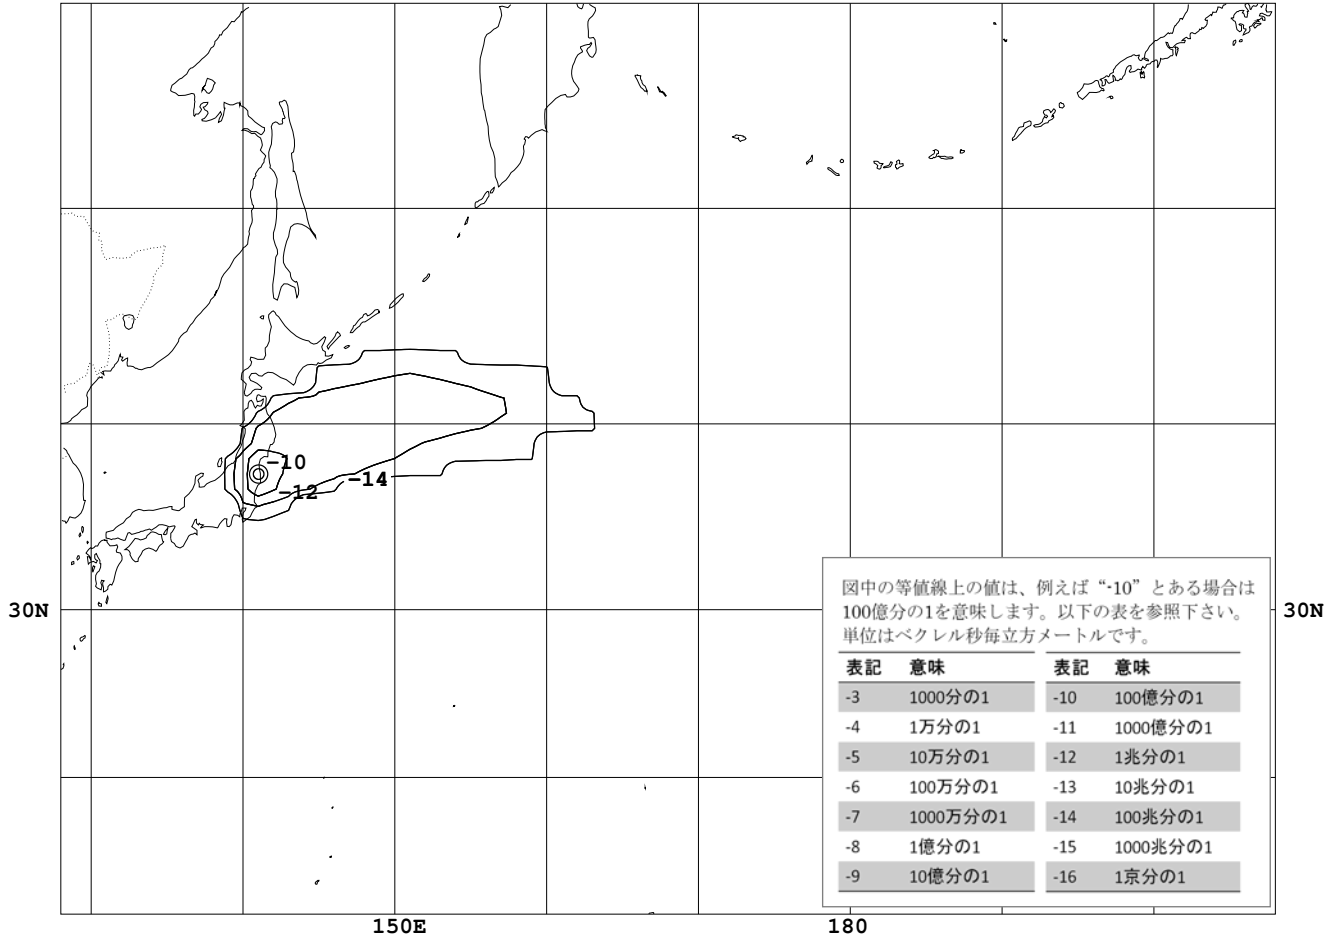 -10
-12
-14
30N
30N
150E
180
図中の等値線上の値は、例えば“-10”とある場合は
100億分の1を意味します。以下の表を参照下さい。
単位はベクレル秒毎立方メートルです。
表記 意味 表記 意味
-3 1000分の1 -10 100億分の1
-4 1万分の1 -11 1000億分の1
-5 10万分の1 -12 1兆分の1
-6 100万分の1 -13 10兆分の1
-7 1000万分の1 -14 100兆分の1
-8 1億分の1 -15 1000兆分の1
-9 10億分の1 -16 1京分の1